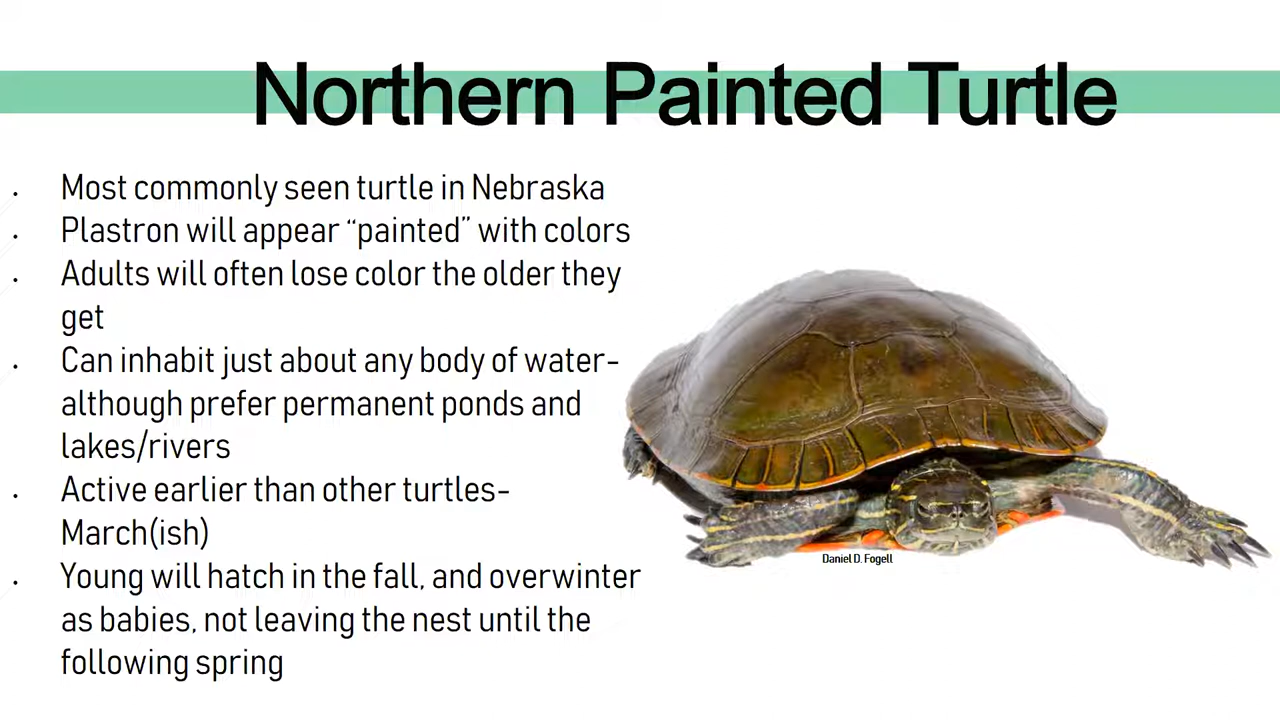 Northern Painted Turtle
• Most commonly seen turtle in Nebraska
• Plastron will appear “painted” with colors
• Adults will often lose color the older they
get
• Can inhabit just about any body of water-
although prefer permanent ponds and
lakes/rivers
• Active earlier than other turtles-
March(ish)
• Young will hatch in the fall, and overwinter
as babies, not leaving the nest until the
following spring
Daniel D. Fogell